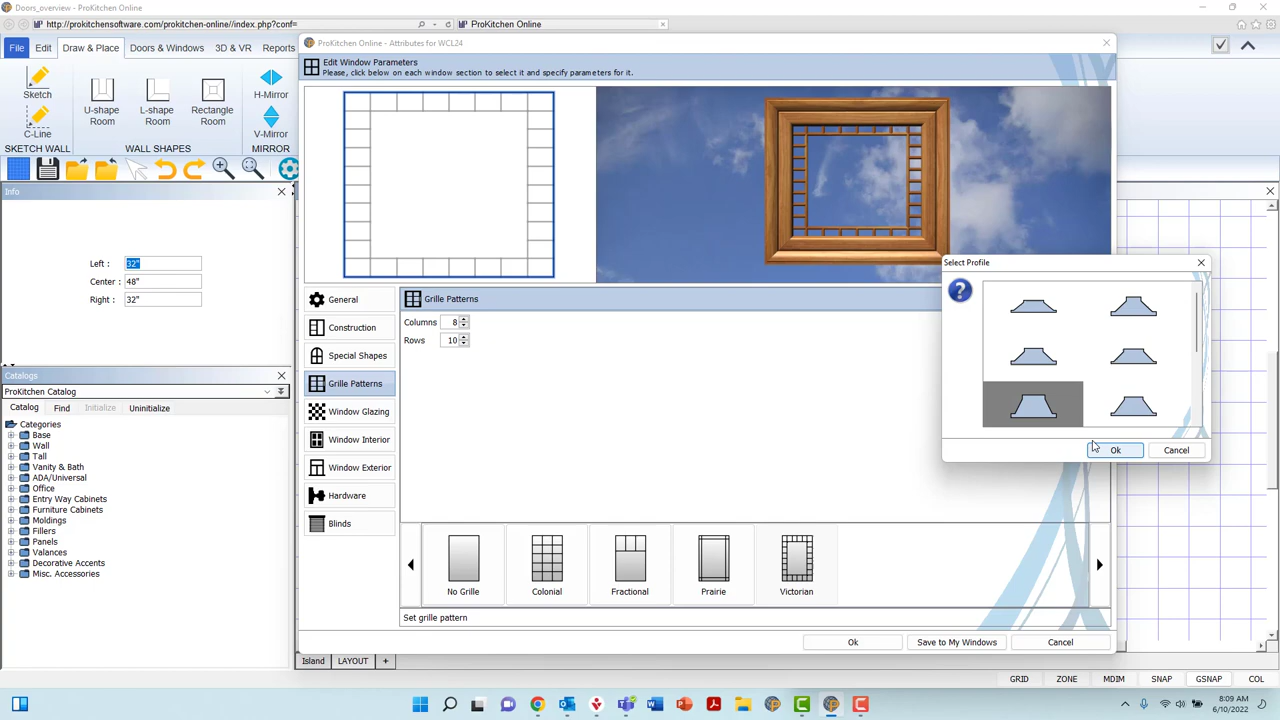 Doors_overview
http://prokitchensoftware.com/prokitchen-online//index.php?conf=
ProKitchen Online
File Edit Draw & Place Doors & Windows 3D & VR Reports
Sketch
C-Line
SKETCH WALL
U-shape Room
L-shape Room
Rectangle Room
WALL SHAPES
H-Mirror
V-Mirror
MIRROR
Info
Left : 32"
Center : 48"
Right : 32"
Catalogs
ProKitchen Catalog
Catalog Find Initialize Uninitialize
Categories
Base
Wall
Tall
Vanity & Bath
ADA/Universal
Office
Entry Way Cabinets
Furniture Cabinets
Moldings
Fillers
Panels
Valances
Decorative Accents
Misc. Accessories
ProKitchen Online - Attributes for WCL24
Edit Window Parameters
Please, click below on each window section to select it and specify parameters for it.
General
Construction
Special Shapes
Grille Patterns
Window Glazing
Window Interior
Window Exterior
Hardware
Blinds
Grille Patterns
Columns 8
Rows 10
No Grille
Colonial
Fractional
Prairie
Victorian
Set grille pattern
Ok Save to My Windows Cancel
Select Profile
?
Ok Cancel
Island LAYOUT +
GRID ZONE MDIM SNAP GSNAP COL
8:09 AM
6/10/2022